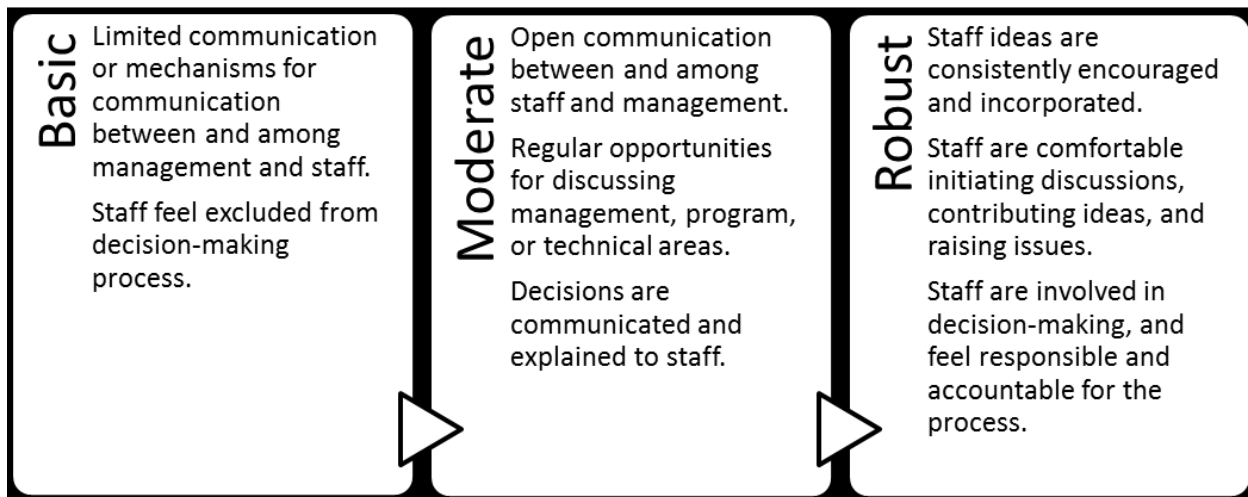 Basic
Limited communication
or mechanisms for
communication
between and among
management and staff.
Staff feel excluded from
decision-making
process.
Moderate
Open communication
between and among
staff and management.
Regular opportunities
for discussing
management, program,
or technical areas.
Decisions are
communicated and
explained to staff.
Robust
Staff ideas are
consistently encouraged
and incorporated.
Staff are comfortable
initiating discussions,
contributing ideas, and
raising issues.
Staff are involved in
decision-making, and
feel responsible and
accountable for the
process.